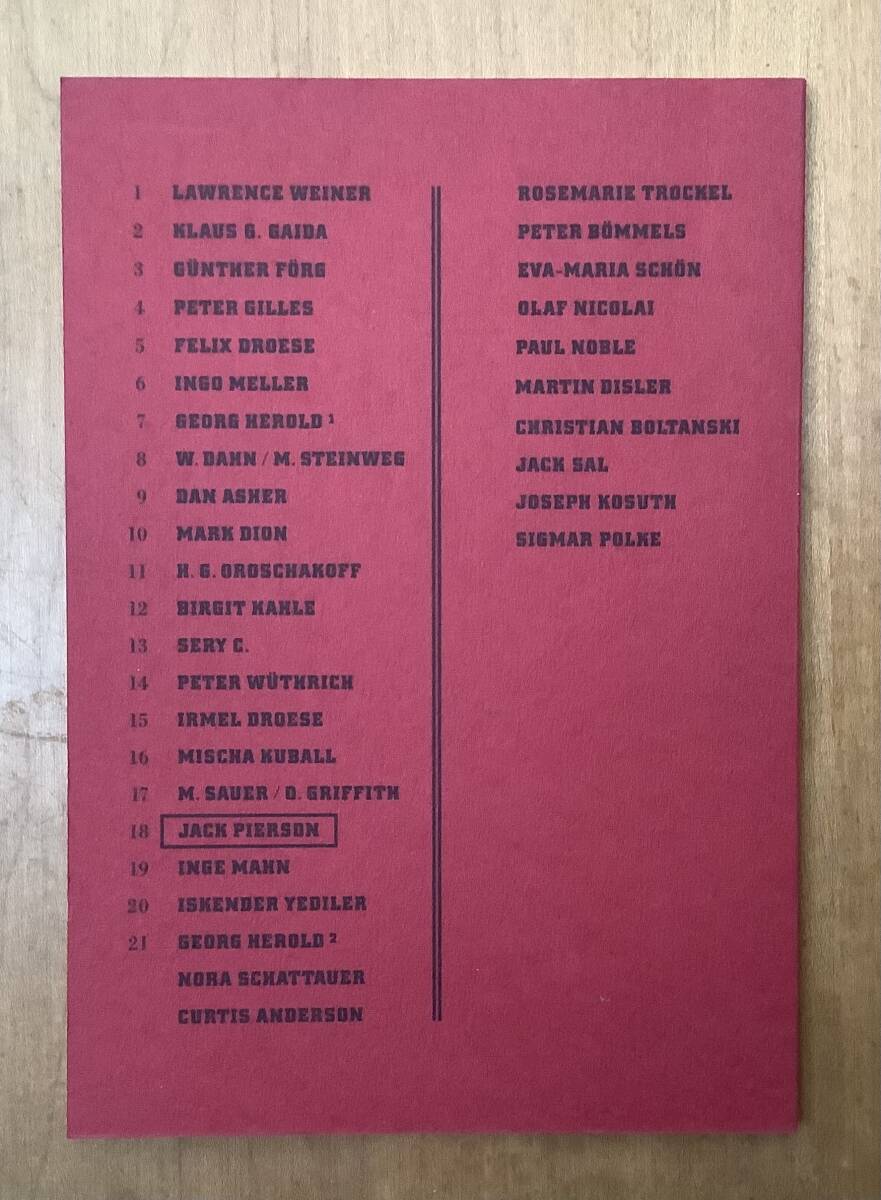 1 LAWRENCE WEINER
2 KLAUS G. GAIDA
3 GÜNTHER FÖRG
4 PETER GILLES
5 FELIX DROESE
6 INGO MELLER
7 GEORG HEROLD ¹
8 W. DAHN / M. STEINWEG
9 DAN ASHER
10 MARK DION
11 H. G. OROSCHAKOFF
12 BIRGIT KAHLE
13 SERY C.
14 PETER WÜTHRICH
15 IRMEL DROESE
16 MISCHA KUBALL
17 M. SAUER / O. GRIFFITH
18 JACK PIERSON
19 INGE MAHN
20 ISKENDER YEDILER
21 GEORG HEROLD ²
NORA SCHATTAUER
CURTIS ANDERSON
ROSEMARIE TROCKEL
PETER BÖMMELS
EVA-MARIA SCHÖN
OLAF NICOLAI
PAUL NOBLE
MARTIN DISLER
CHRISTIAN BOLTANSKI
JACK SAL
JOSEPH KOSUTH
SIGMAR POLKE